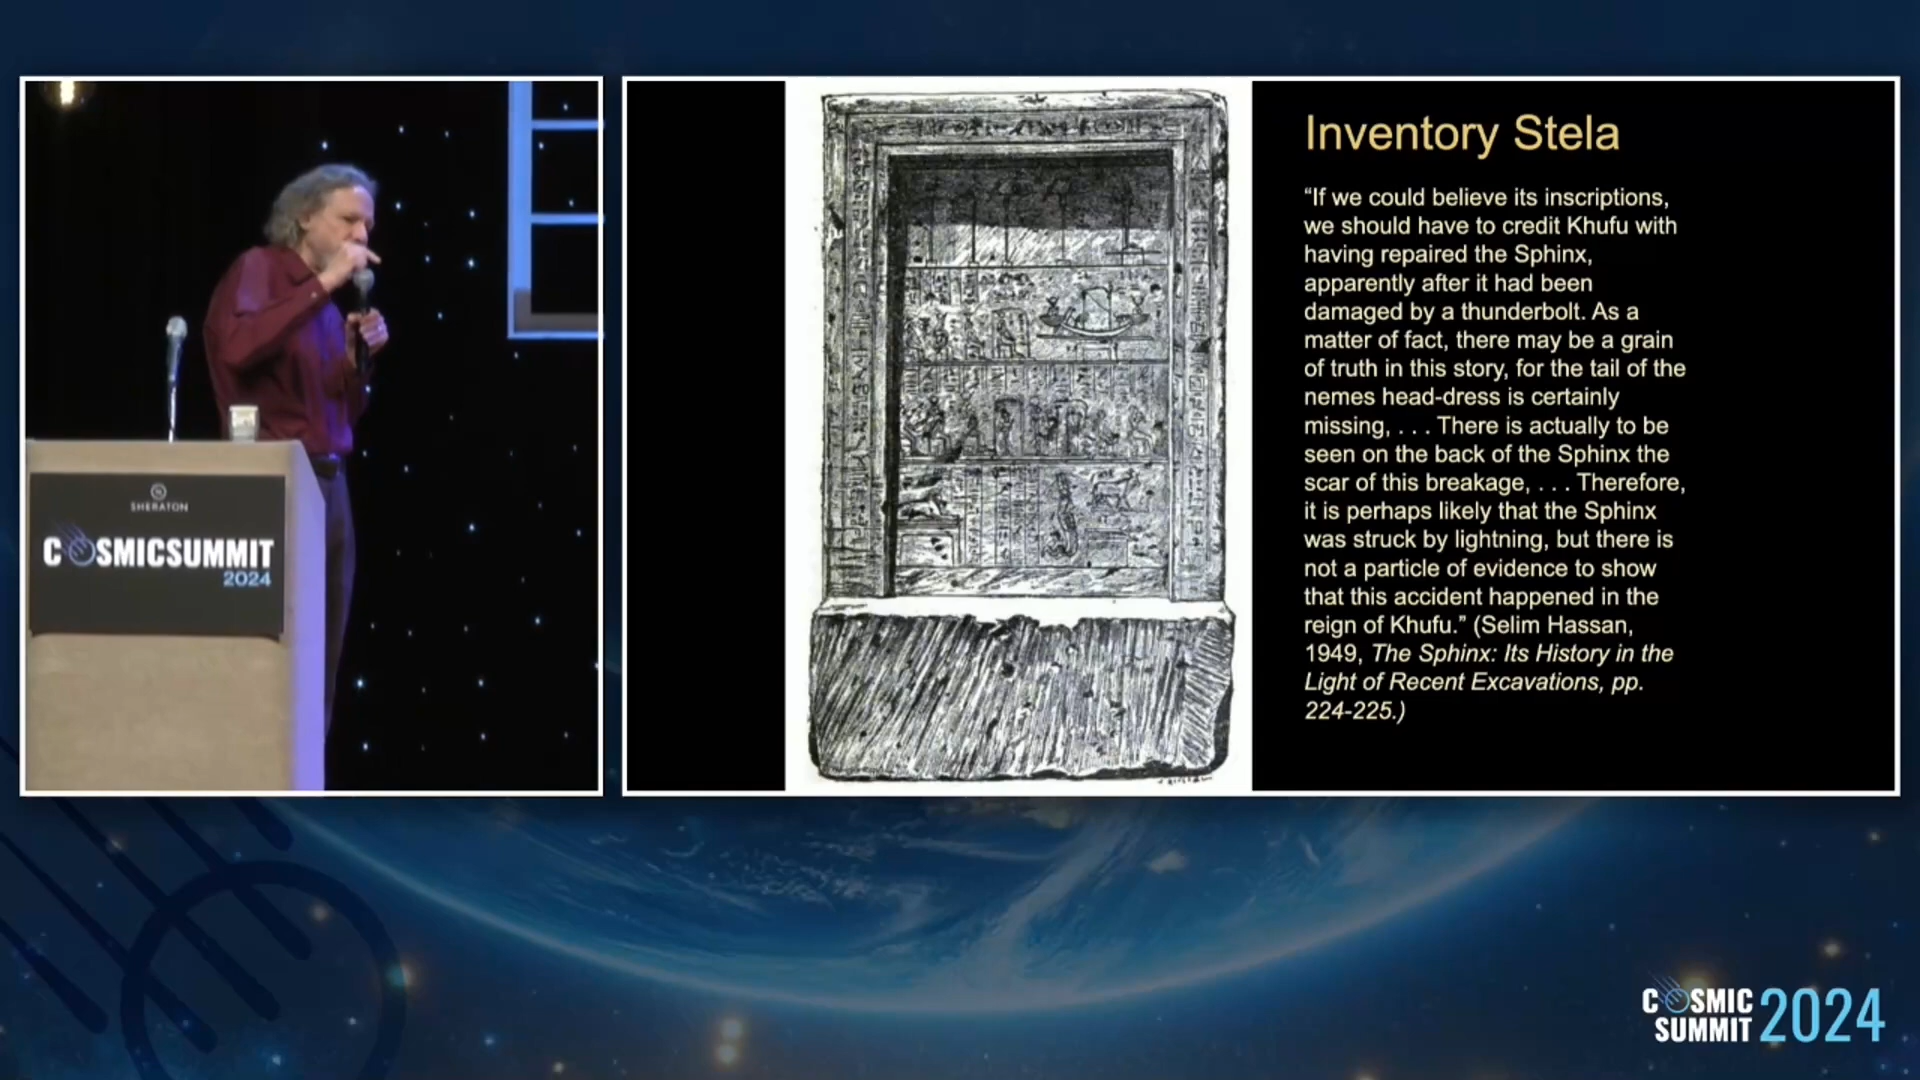 SHERATON
COSMICSUMMIT
2024
Inventory Stela
“If we could believe its inscriptions,
we should have to credit Khufu with
having repaired the Sphinx,
apparently after it had been
damaged by a thunderbolt. As a
matter of fact, there may be a grain
of truth in this story, for the tail of the
nemes head-dress is certainly
missing, . . . There is actually to be
seen on the back of the Sphinx the
scar of this breakage, . . . Therefore,
it is perhaps likely that the Sphinx
was struck by lightning, but there is
not a particle of evidence to show
that this accident happened in the
reign of Khufu.” (Selim Hassan,
1949, The Sphinx: Its History in the
Light of Recent Excavations, pp.
224-225.)
COSMIC
SUMMIT 2024